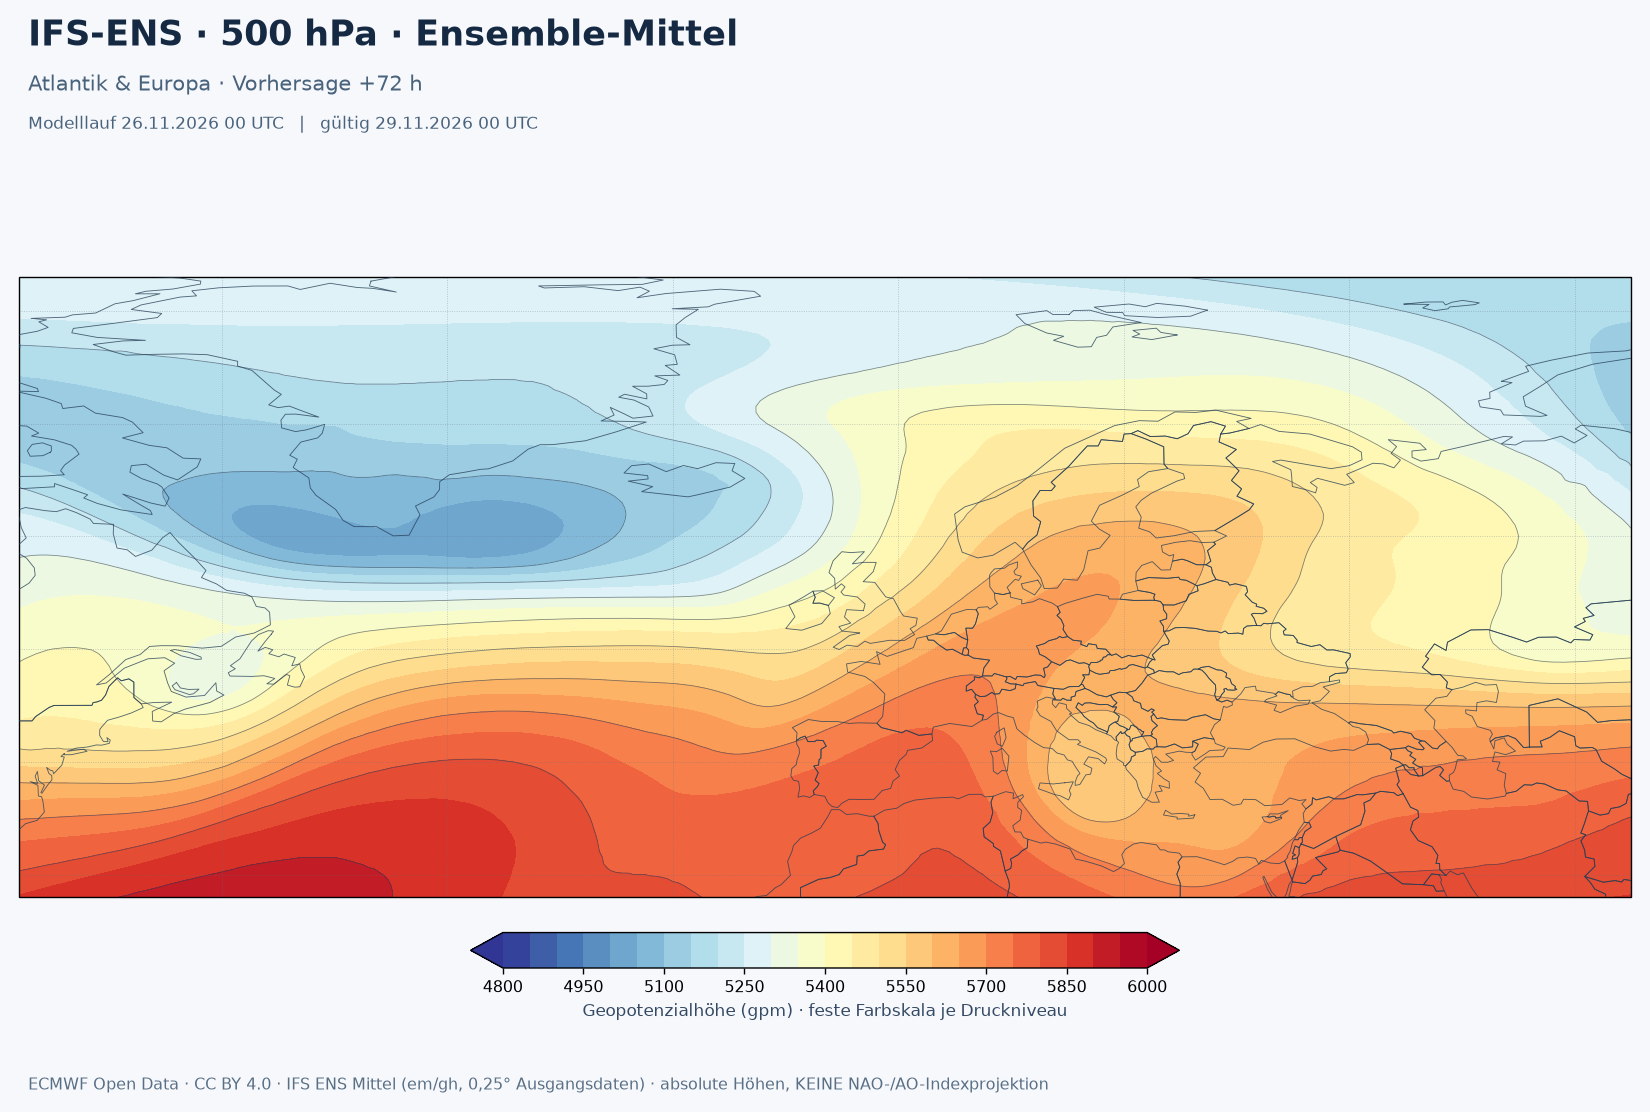 IFS-ENS · 500 hPa · Ensemble-Mittel
Atlantik & Europa · Vorhersage +72 h
Modelllauf 26.11.2026 00 UTC | gültig 29.11.2026 00 UTC
4800 4950 5100 5250 5400 5550 5700 5850 6000
Geopotenzialhöhe (gpm) · feste Farbskala je Druckniveau
ECMWF Open Data · CC BY 4.0 · IFS ENS Mittel (em/gh, 0,25° Ausgangsdaten) · absolute Höhen, KEINE NAO-/AO-Indexprojektion